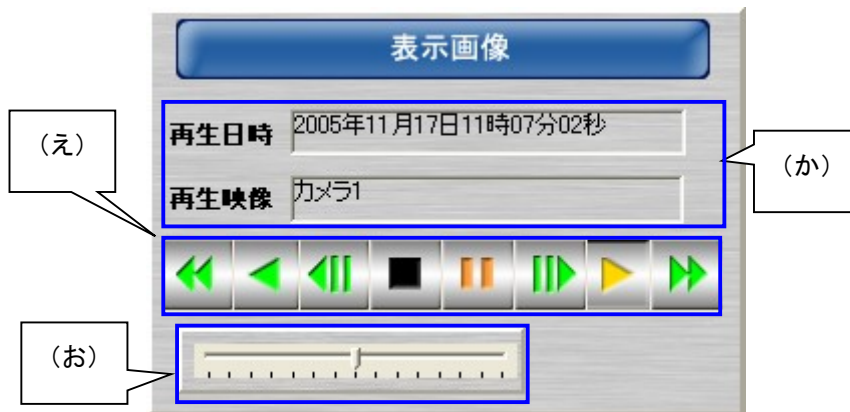 表示画像
再生日時 2005年11月17日11時07分02秒
再生映像 カメラ1
（え）
（か）
（お）